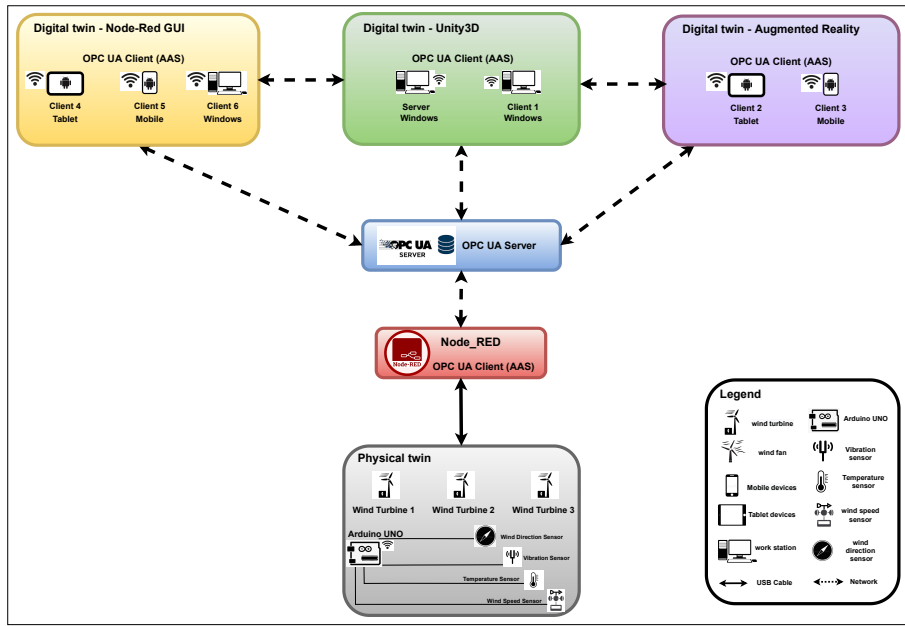 Digital twin - Node-Red GUI
OPC UA Client (AAS)
Client 4
Tablet
Client 5
Mobile
Client 6
Windows
Digital twin - Unity3D
OPC UA Client (AAS)
Server
Windows
Client 1
Windows
Digital twin - Augmented Reality
OPC UA Client (AAS)
Client 2
Tablet
Client 3
Mobile
OPC UA
SERVER
OPC UA Server
Node-RED
Node_RED
OPC UA Client (AAS)
Physical twin
Wind Turbine 1
Wind Turbine 2
Wind Turbine 3
Arduino UNO
Wind Direction Sensor
Vibration Sensor
Temperature Sensor
Wind Speed Sensor
Legend
wind turbine
Arduino UNO
wind fan
Vibration
sensor
Mobile devices
Temperature
sensor
Tablet devices
wind speed
sensor
work station
wind
direction
sensor
USB Cable
Network